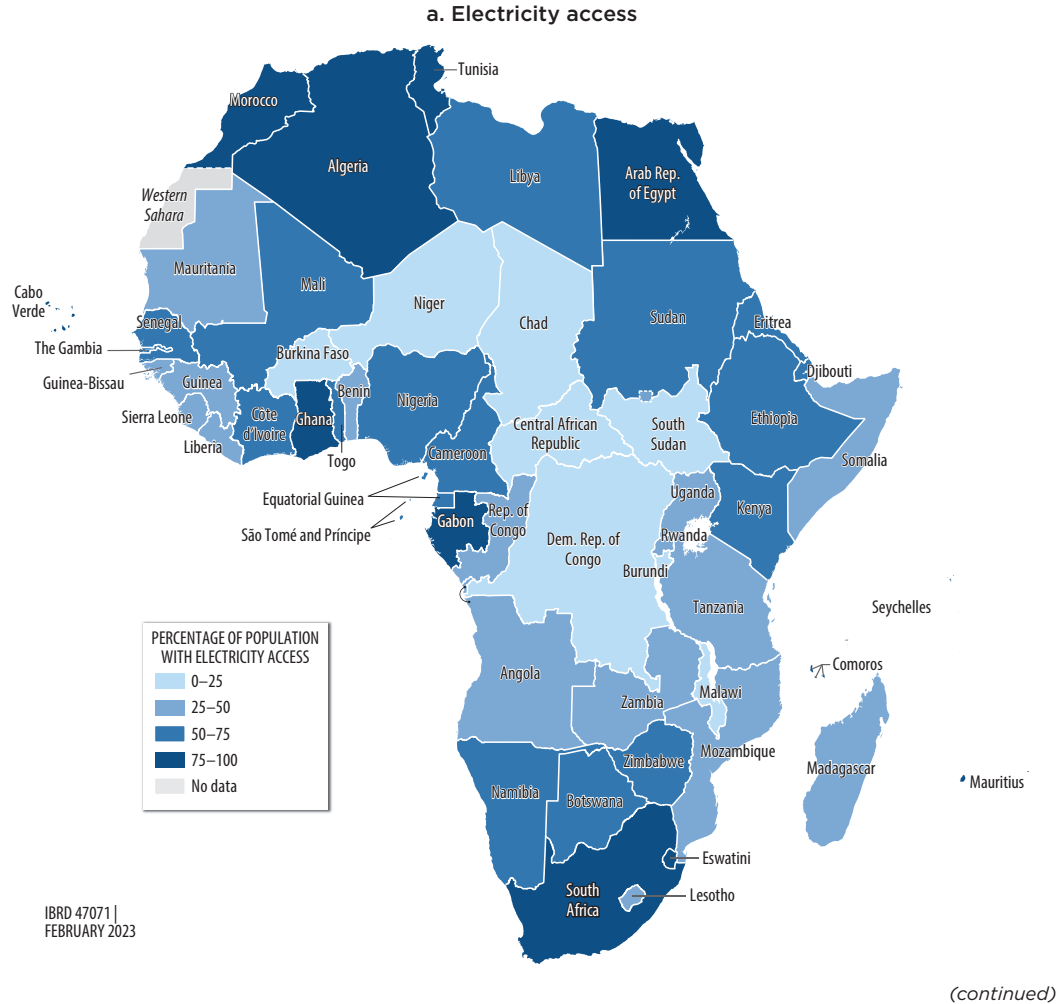 a. Electricity access
Tunisia
Morocco
Algeria
Libya
Arab Rep.
of Egypt
Western
Sahara
Mauritania
Mali
Niger
Chad
Sudan
Eritrea
Cabo
Verde
Senegal
The Gambia
Guinea-Bissau
Guinea
Sierra Leone
Liberia
Côte
d'Ivoire
Burkina Faso
Ghana
Togo
Benin
Nigeria
Cameroon
Central African
Republic
South
Sudan
Djibouti
Ethiopia
Somalia
Equatorial Guinea
São Tomé and Príncipe
Gabon
Rep. of
Congo
Dem. Rep. of
Congo
Uganda
Rwanda
Burundi
Kenya
Tanzania
Seychelles
Comoros
Angola
Zambia
Malawi
Mozambique
Madagascar
Mauritius
Zimbabwe
Namibia
Botswana
Eswatini
Lesotho
South
Africa
PERCENTAGE OF POPULATION
WITH ELECTRICITY ACCESS
0–25
25–50
50–75
75–100
No data
IBRD 47071 |
FEBRUARY 2023
(continued)